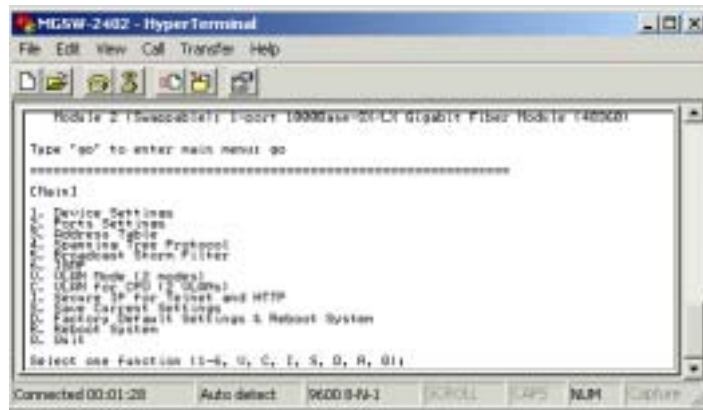 MGSW-2402 - HyperTerminal
File Edit View Call Transfer Help
Module 2 (Swappable): 1-port 1000Base-SX/LX Gigabit Fiber Module
Type "go" to enter main menu: go
[Main]
1. Device Settings
2. Ports Settings
3. Address Table
4. Spanning Tree Protocol
5. Broadcast Storm Filter
6. IGMP
U. VLAN Mode (2 modes)
C. VLAN for CPU (2 VLANs)
I. Secure IP for Telnet and HTTP
S. Save Current Settings
D. Factory Default Settings & Reboot System
R. Reboot System
Q. Quit
Select one function (1-6, U, C, I, S, D, R, Q):
Connected 00:01:28 Auto detect 9600 8-N-1 SCROLL CAPS NUM Capture